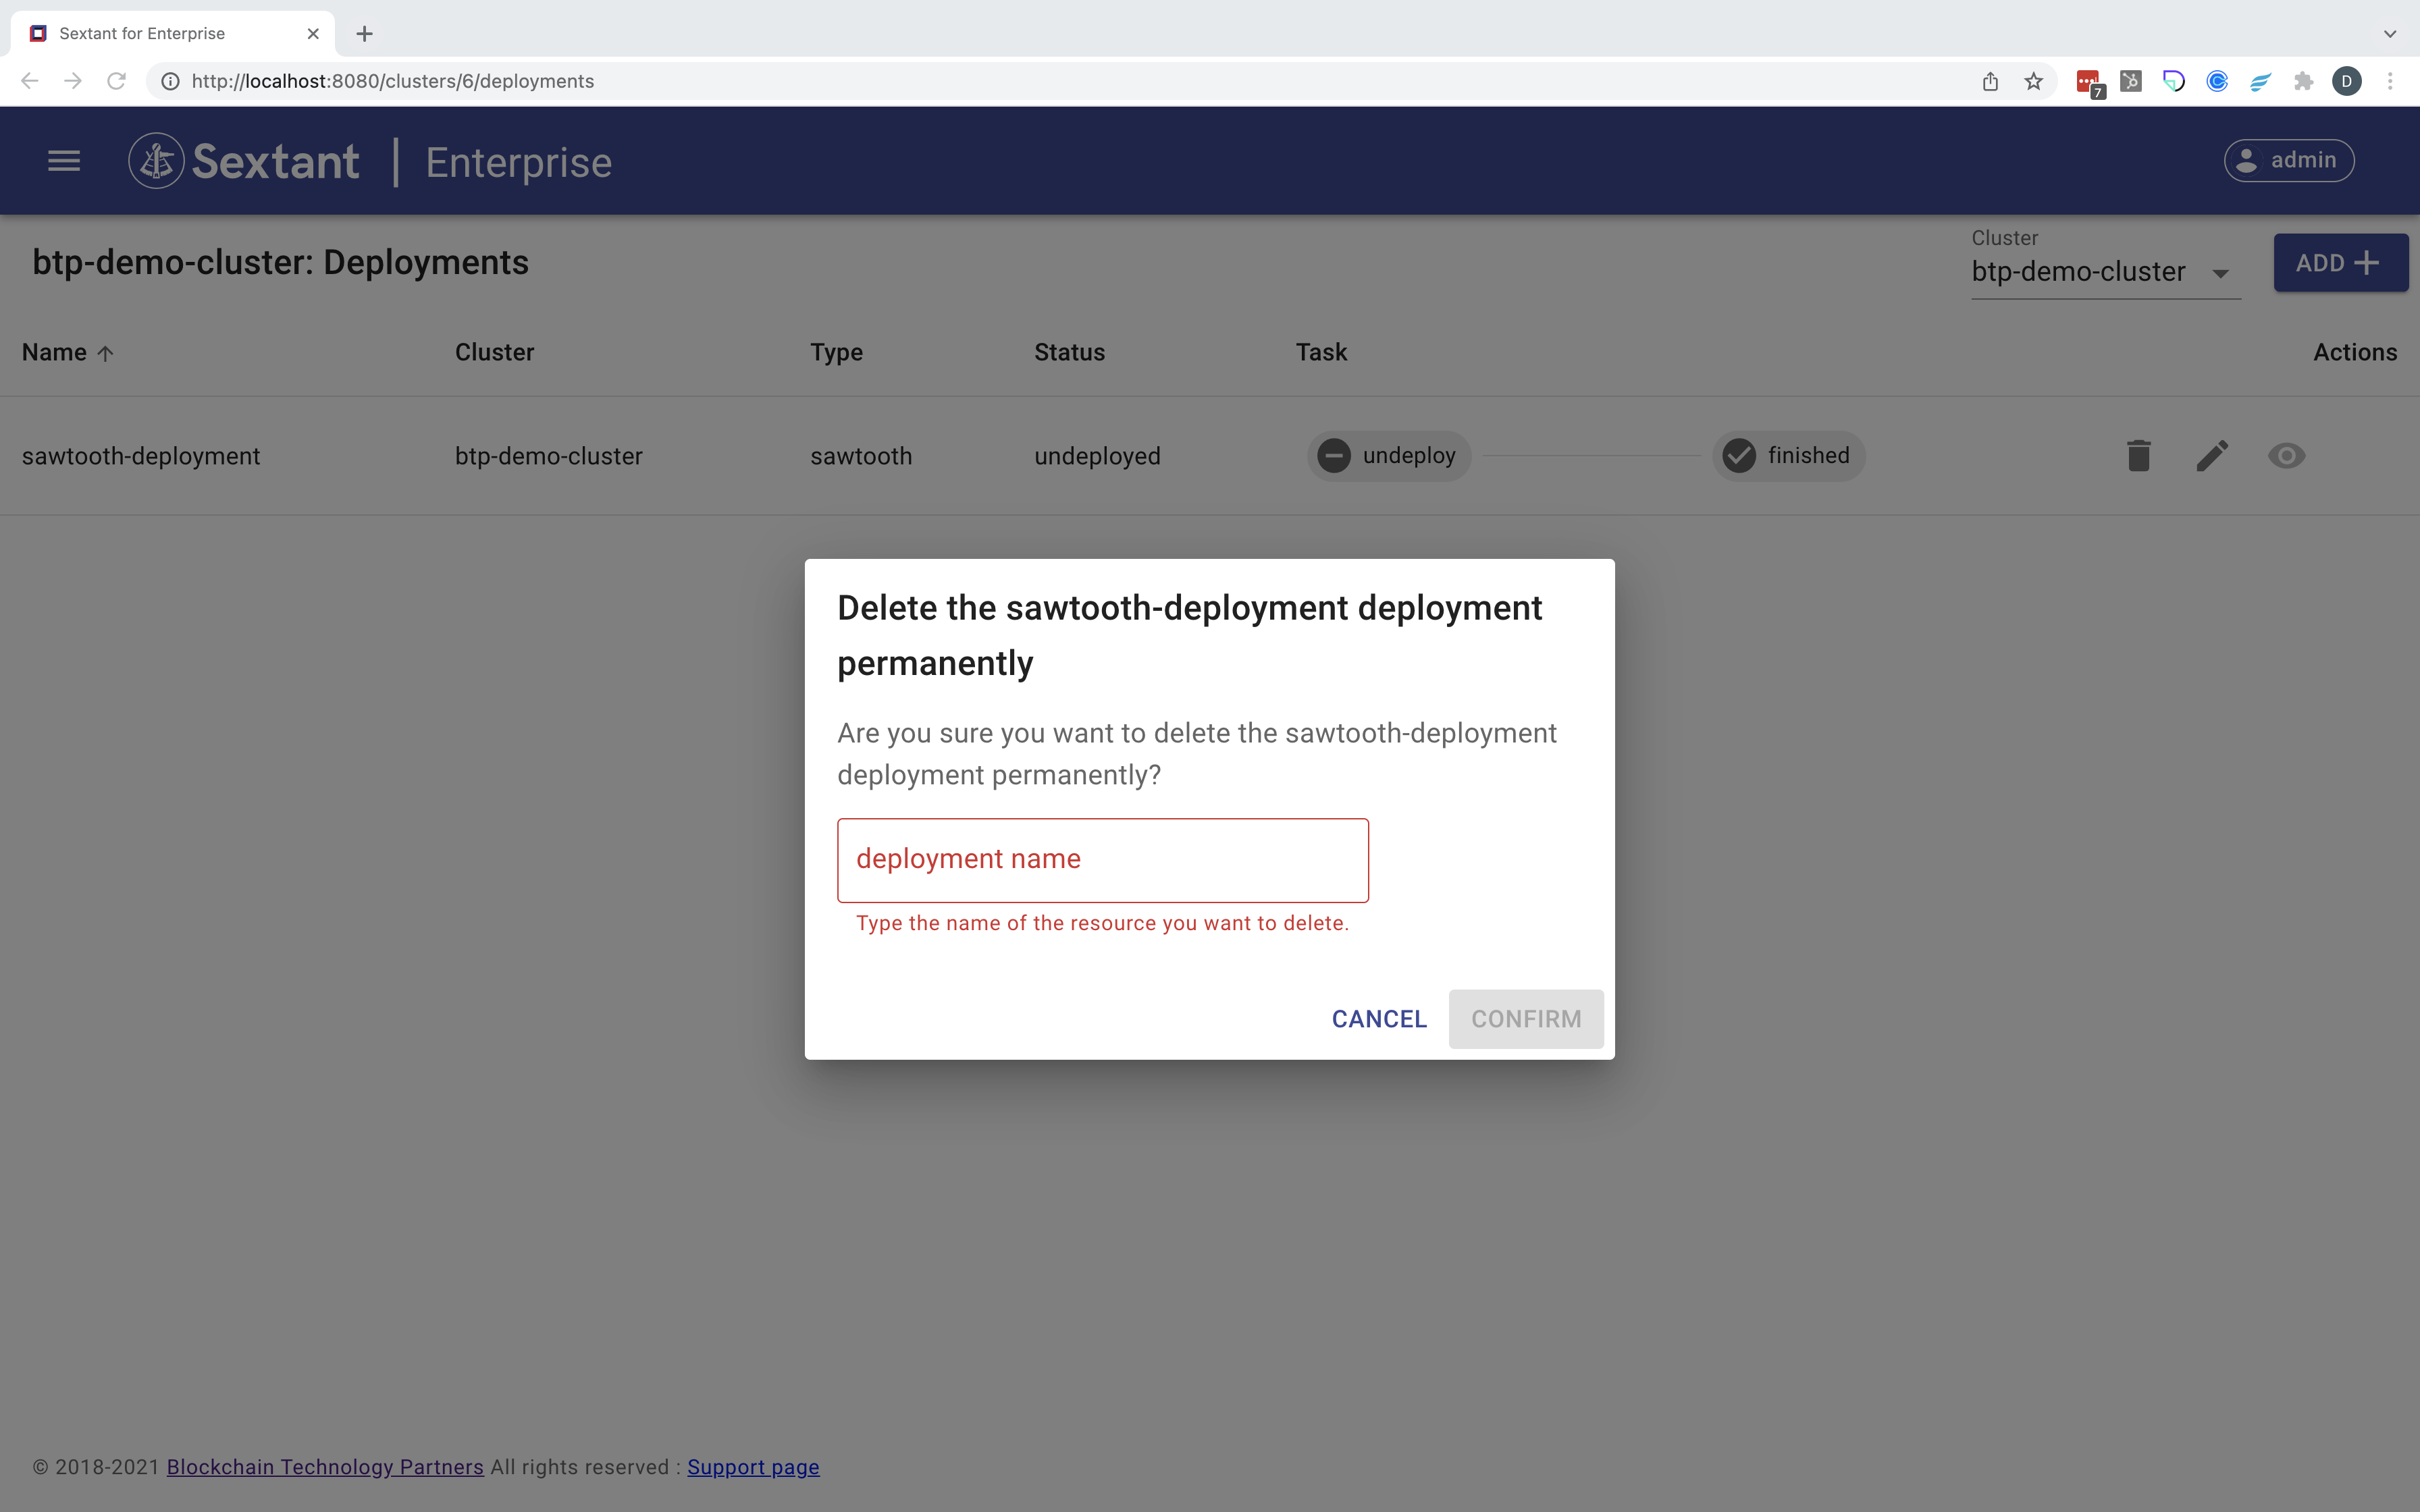 Sextant for Enterprise
http://localhost:8080/clusters/6/deployments
7
D
Sextant | Enterprise
admin
btp-demo-cluster: Deployments
Cluster
btp-demo-cluster
ADD
Name Cluster Type Status Task Actions
sawtooth-deployment btp-demo-cluster sawtooth undeployed undeploy finished
Delete the sawtooth-deployment deployment
permanently
Are you sure you want to delete the sawtooth-deployment
deployment permanently?
deployment name
Type the name of the resource you want to delete.
CANCEL CONFIRM
© 2018-2021 Blockchain Technology Partners All rights reserved : Support page